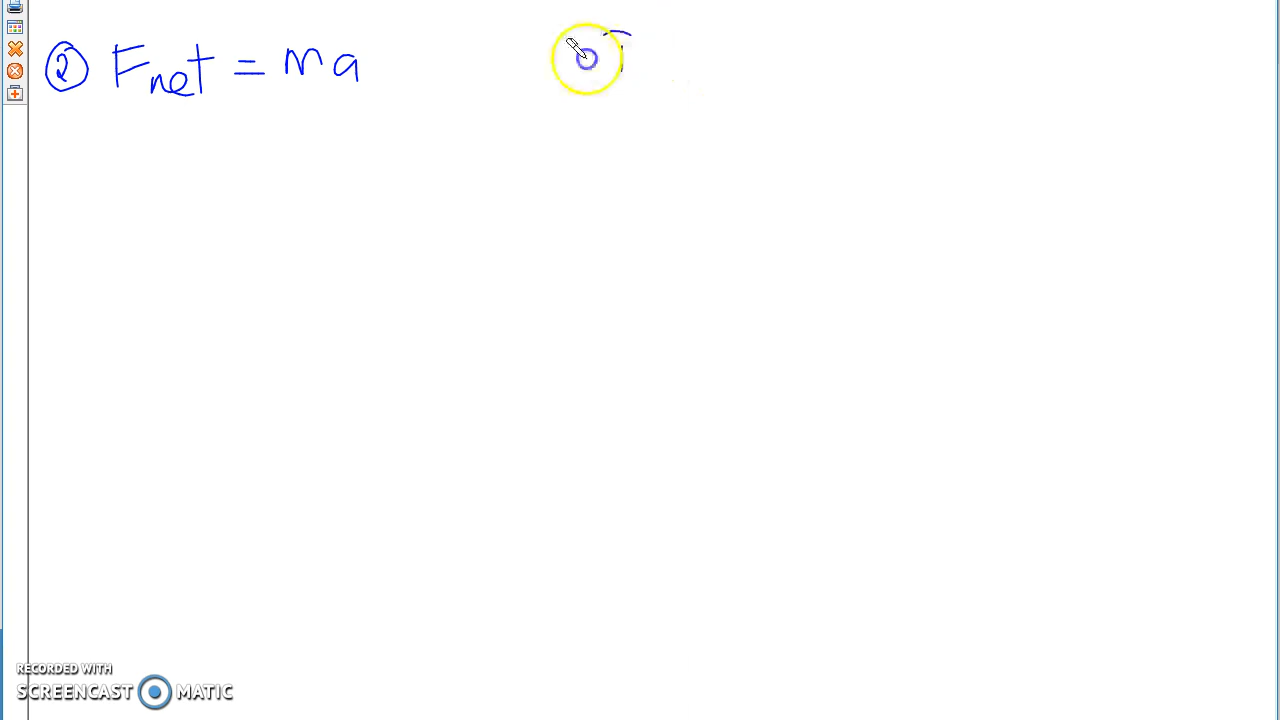 ② Fnet = ma
RECORDED WITH
SCREENCAST MATIC